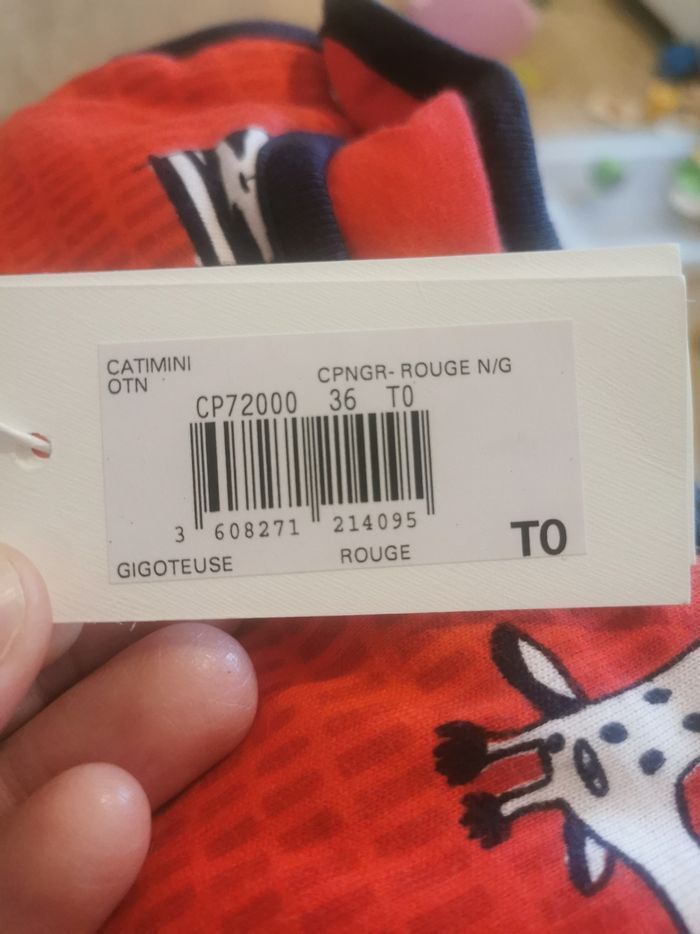 CATIMINI
OTN
CPNGR- ROUGE N/G
CP72000 36 T0
3 608271 214095
GIGOTEUSE ROUGE T0